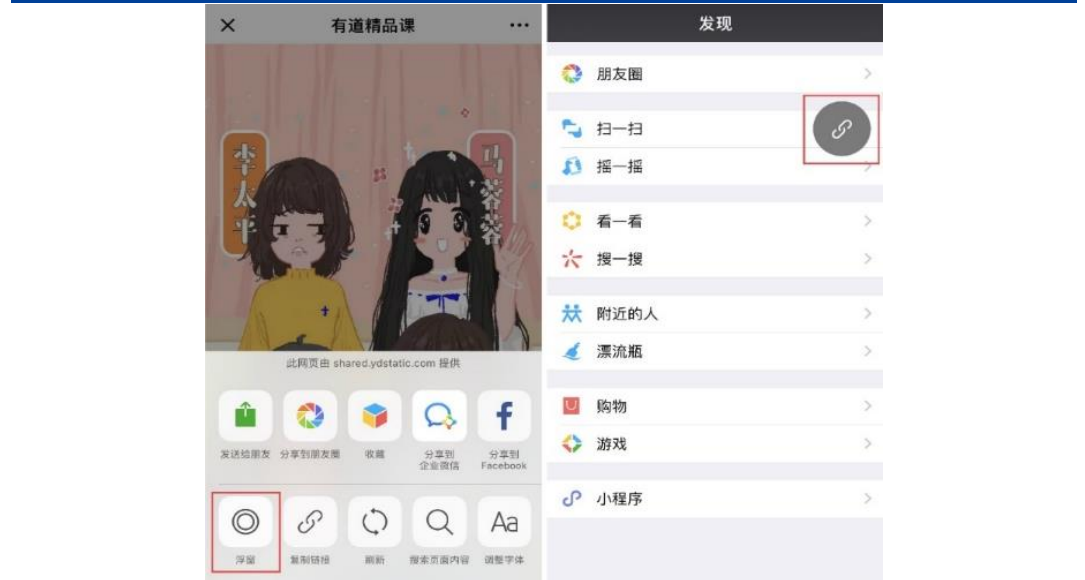 有道精品课
李太平
马蓉蓉
此网页由 shared.ydstatic.com 提供
发送给朋友
分享到朋友圈
收藏
分享到
企业微信
分享到
Facebook
浮窗
复制链接
刷新
搜索页面内容
Aa
调整字体
发现
朋友圈
扫一扫
摇一摇
看一看
搜一搜
附近的人
漂流瓶
购物
游戏
小程序